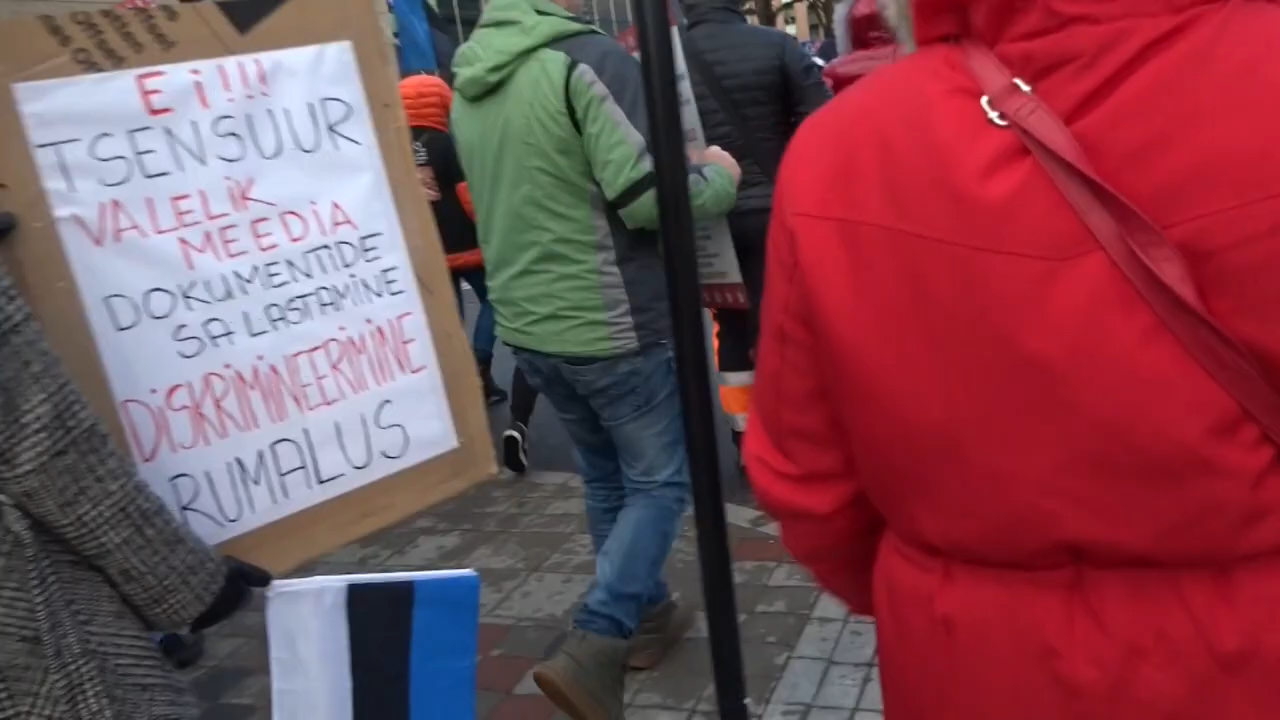 Ei!!!
TSENSUUR
VALELiK
MEEDiA
DOKUMENTIDE
SALASTAMINE
DiSKRiMiNEERiMiNE
RUMALUS